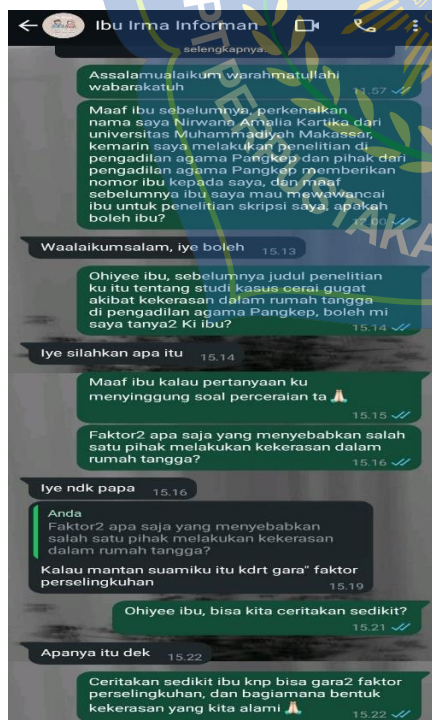 Ibu Irma Informan
selengkapnya.
Assalamualaikum warahmatullahi
wabarakatuh
11.57
Maaf ibu sebelumnya, perkenalkan
nama saya Nirwana Amalia Kartika dari
universitas Muhammadiyah Makassar,
kemarin saya melakukan penelitian di
pengadilan agama Pangkep dan pihak dari
pengadilan agama Pangkep memberikan
nomor ibu kepada saya, dan maaf
sebelumnya ibu saya mau mewawancai
ibu untuk penelitian skripsi saya, apakah
boleh ibu?
12.00
Waalaikumsalam, iye boleh 15.13
Ohiyee ibu, sebelumnya judul penelitian
ku itu tentang studi kasus cerai gugat
akibat kekerasan dalam rumah tangga
di pengadilan agama Pangkep, boleh mi
saya tanya2 Ki ibu?
15.14
Iye silahkan apa itu 15.14
Maaf ibu kalau pertanyaan ku
menyinggung soal perceraian ta 🙏🏻
15.15
Faktor2 apa saja yang menyebabkan salah
satu pihak melakukan kekerasan dalam
rumah tangga?
15.16
Iye ndk papa 15.16
Anda
Faktor2 apa saja yang menyebabkan
salah satu pihak melakukan kekerasan
dalam rumah tangga?
Kalau mantan suamiku itu kdrt gara" faktor
perselingkuhan
15.19
Ohiyee ibu, bisa kita ceritakan sedikit?
15.21
Apanya itu dek 15.22
Ceritakan sedikit ibu knp bisa gara2 faktor
perselingkuhan, dan bagiamana bentuk
kekerasan yang kita alami 🙏🏻
15.22